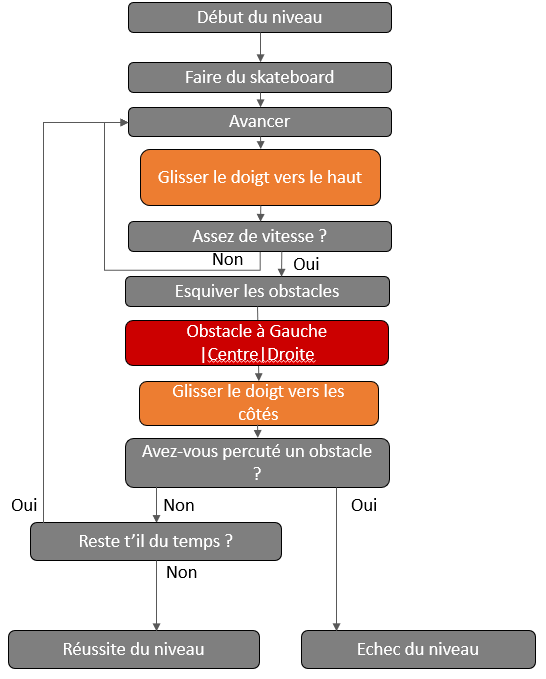 Début du niveau
Faire du skateboard
Avancer
Glisser le doigt vers le haut
Assez de vitesse ?
Non
Oui
Esquiver les obstacles
Obstacle à Gauche
|Centre|Droite
Glisser le doigt vers les
côtés
Avez-vous percuté un obstacle
?
Oui
Non
Oui
Reste t’il du temps ?
Non
Réussite du niveau
Echec du niveau